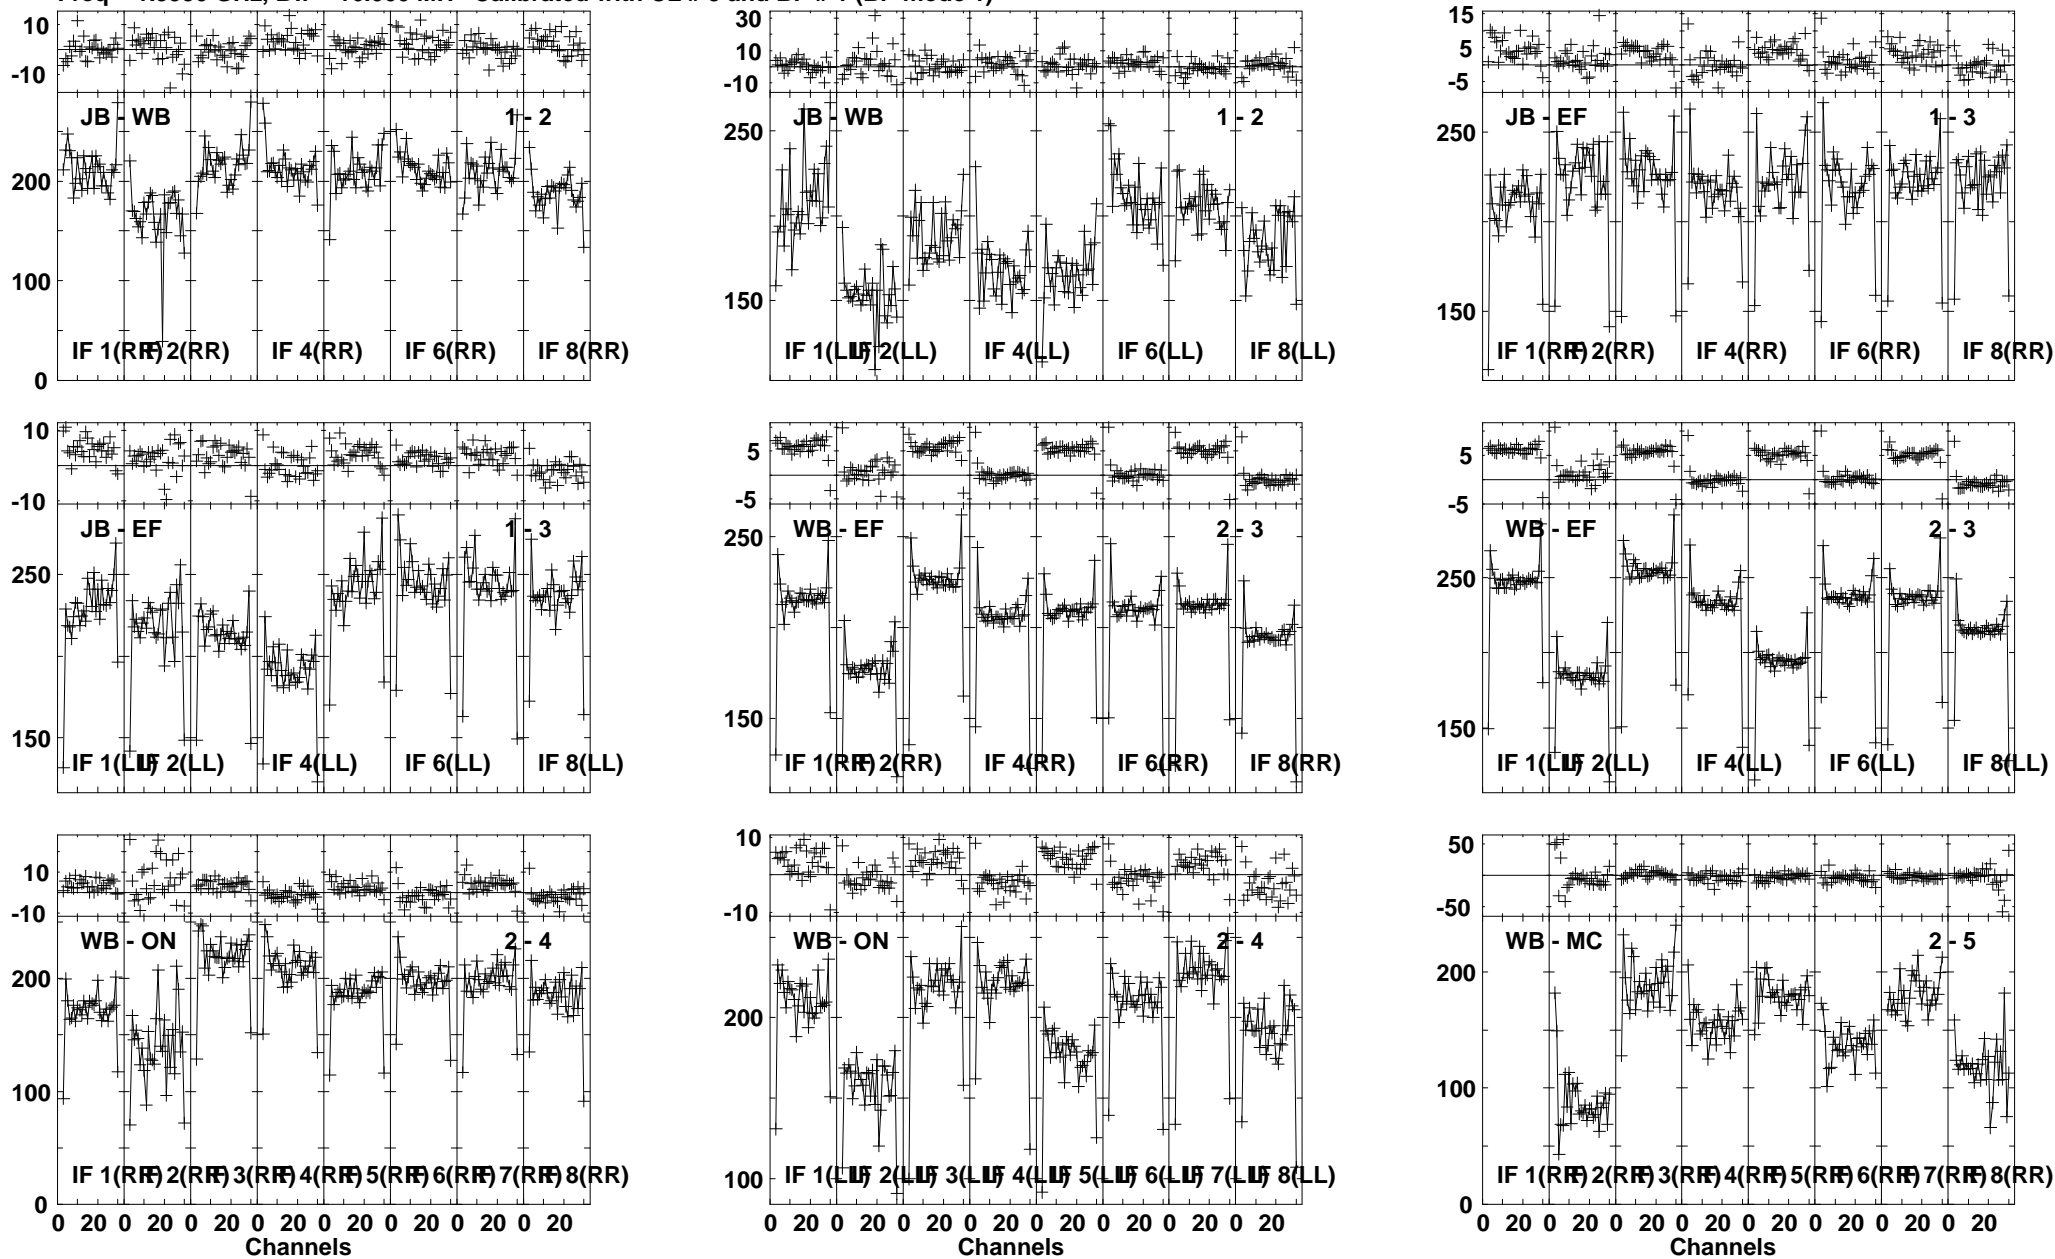 10
-10
JB - WB
1 - 2
200
100
0
IF 1(RR)
IF 2(RR)
IF 4(RR)
IF 6(RR)
IF 8(RR)
30
10
-10
JB - WB
1 - 2
250
150
IF 1(LL)
IF 2(LL)
IF 4(LL)
IF 6(LL)
IF 8(LL)
15
5
-5
JB - EF
1 - 3
250
150
IF 1(RR)
IF 2(RR)
IF 4(RR)
IF 6(RR)
IF 8(RR)
10
-10
JB - EF
1 - 3
250
150
IF 1(LL)
IF 2(LL)
IF 4(LL)
IF 6(LL)
IF 8(LL)
5
-5
WB - EF
2 - 3
250
150
IF 1(RR)
IF 2(RR)
IF 4(RR)
IF 6(RR)
IF 8(RR)
5
-5
WB - EF
2 - 3
250
150
IF 1(LL)
IF 2(LL)
IF 4(LL)
IF 6(LL)
IF 8(LL)
10
-10
WB - ON
2 - 4
200
100
0
IF 1(RR)
IF 2(RR)
IF 3(RR)
IF 4(RR)
IF 5(RR)
IF 6(RR)
IF 7(RR)
IF 8(RR)
0 20 0 20 0 20 0 20 0 20 0 20 0 20 0 20
Channels
10
-10
WB - ON
2 - 4
200
100
IF 1(LL)
IF 2(LL)
IF 3(LL)
IF 4(LL)
IF 5(LL)
IF 6(LL)
IF 7(LL)
IF 8(LL)
0 20 0 20 0 20 0 20 0 20 0 20 0 20 0 20
Channels
50
-50
WB - MC
2 - 5
200
100
0
IF 1(RR)
IF 2(RR)
IF 3(RR)
IF 4(RR)
IF 5(RR)
IF 6(RR)
IF 7(RR)
IF 8(RR)
0 20 0 20 0 20 0 20 0 20 0 20 0 20 0 20
Channels